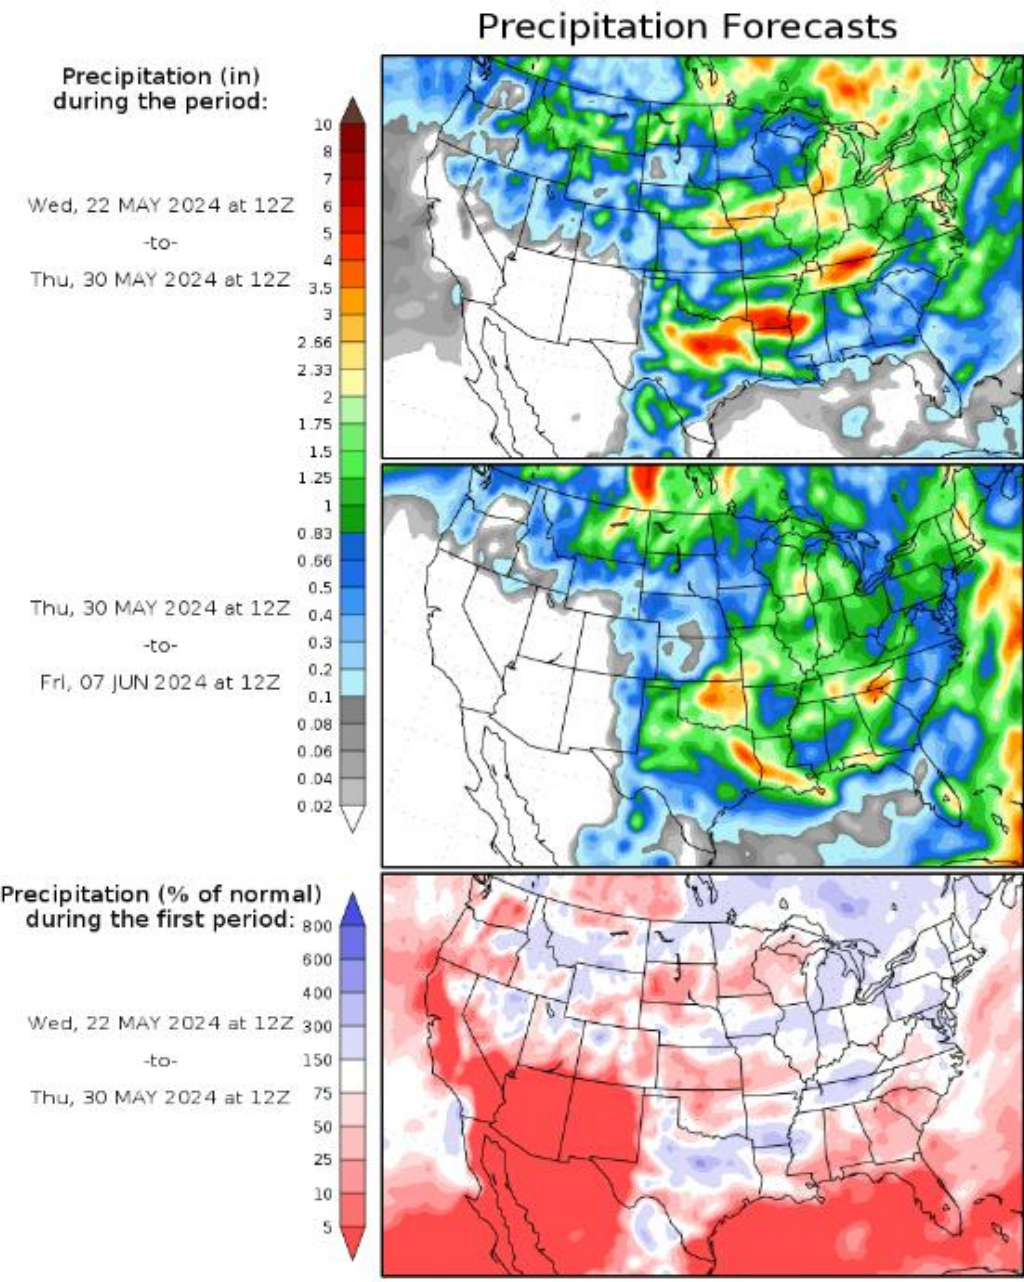 Precipitation Forecasts
Precipitation (in)
during the period:
Wed, 22 MAY 2024 at 12Z
-to-
Thu, 30 MAY 2024 at 12Z
10
8
7
6
5
4
3.5
3
2.66
2.33
2
1.75
1.5
1.25
1
0.83
0.66
0.5
0.4
0.3
0.2
0.1
0.08
0.06
0.04
0.02
Thu, 30 MAY 2024 at 12Z
-to-
Fri, 07 JUN 2024 at 12Z
Precipitation (% of normal)
during the first period:
Wed, 22 MAY 2024 at 12Z
-to-
Thu, 30 MAY 2024 at 12Z
800
600
400
300
150
75
50
25
10
5